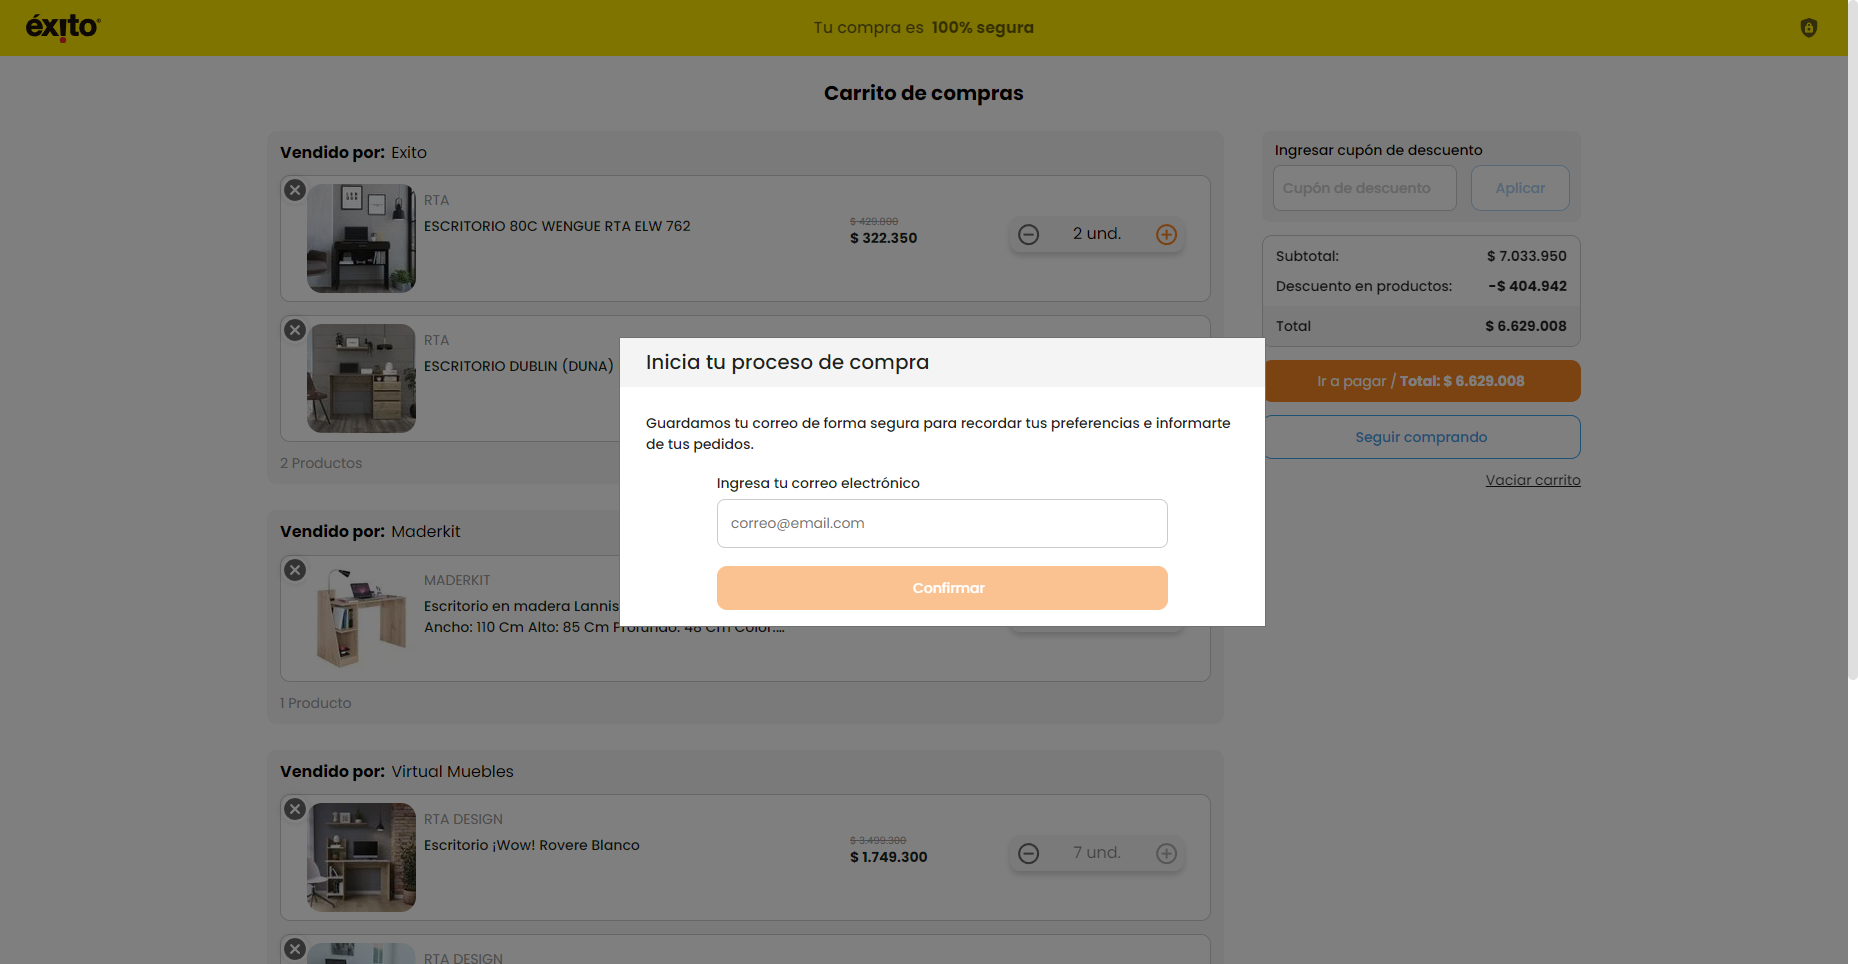 éxito
Tu compra es 100% segura
Carrito de compras
Vendido por: Exito
RTA
ESCRITORIO 80C WENGUE RTA ELW 762
$ 429.800
$ 322.350
2 und.
RTA
ESCRITORIO DUBLIN (DUNA)
2 Productos
Vendido por: Maderkit
MADERKIT
Escritorio en madera Lannis
Ancho: 110 Cm Alto: 85 Cm Profundo: 48 Cm Color:...
1 Producto
Vendido por: Virtual Muebles
RTA DESIGN
Escritorio ¡Wow! Rovere Blanco
$ 3.499.300
$ 1.749.300
7 und.
RTA DESIGN
Ingresar cupón de descuento
Cupón de descuento
Aplicar
Subtotal: $ 7.033.950
Descuento en productos: -$ 404.942
Total $ 6.629.008
Ir a pagar / Total: $ 6.629.008
Seguir comprando
Vaciar carrito
Inicia tu proceso de compra
Guardamos tu correo de forma segura para recordar tus preferencias e informarte
de tus pedidos.
Ingresa tu correo electrónico
correo@email.com
Confirmar